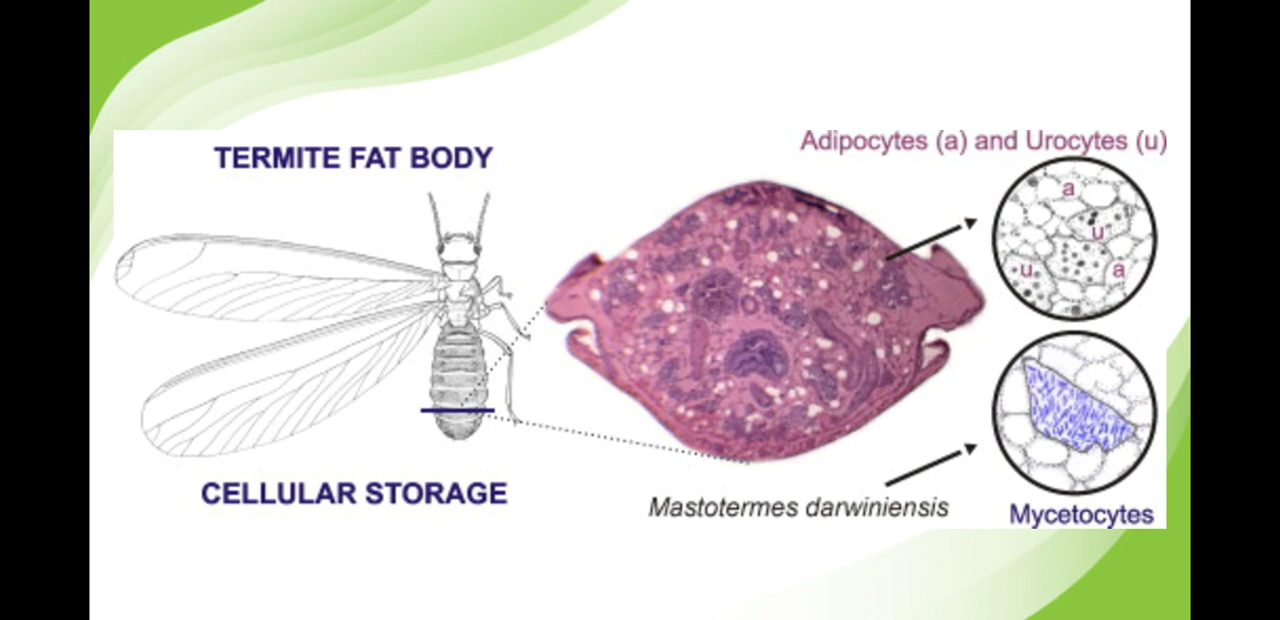 TERMITE FAT BODY
Adipocytes (a) and Urocytes (u)
a
u
u
a
CELLULAR STORAGE
Mastotermes darwiniensis
Mycetocytes